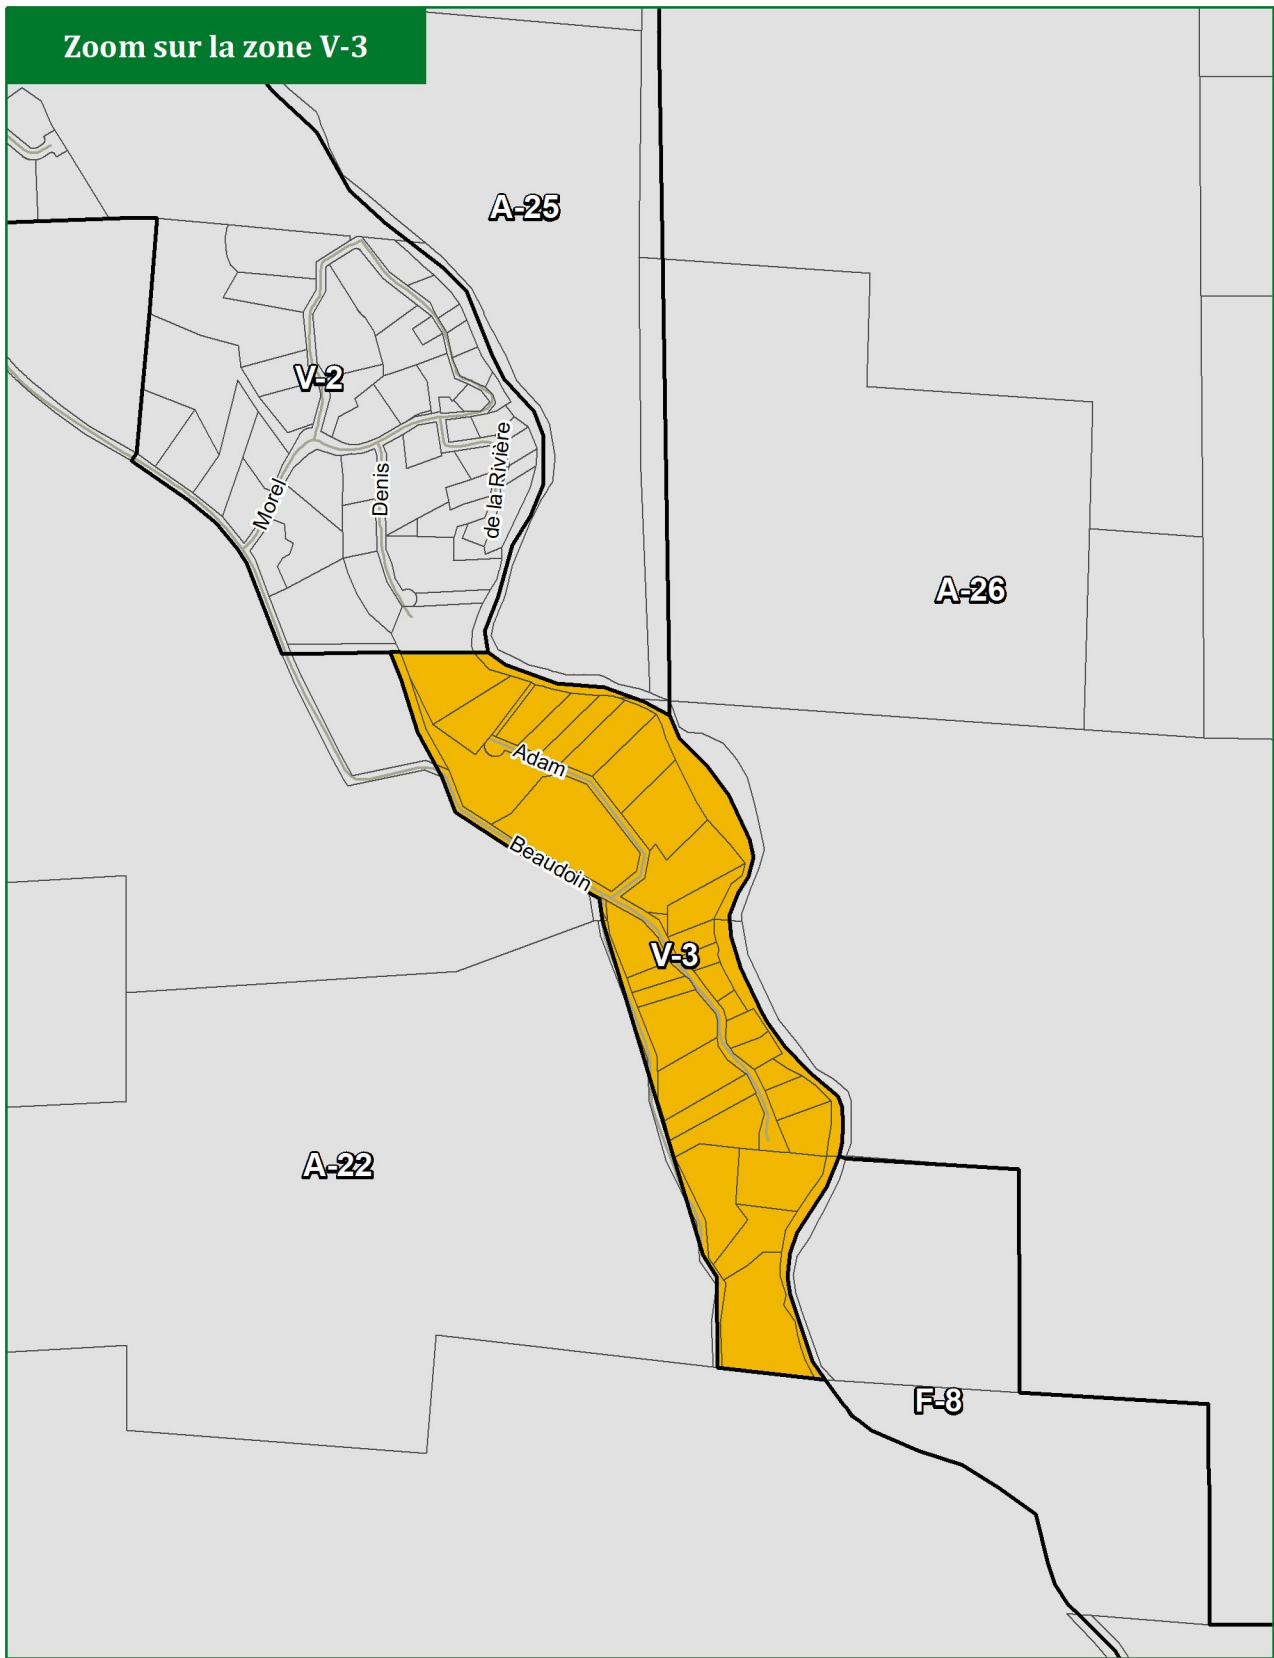 Zoom sur la zone V-3
A-25
V-2
de la Rivière
Denis
Morel
A-26
Adam
Beaudoin
V-3
A-22
F-8